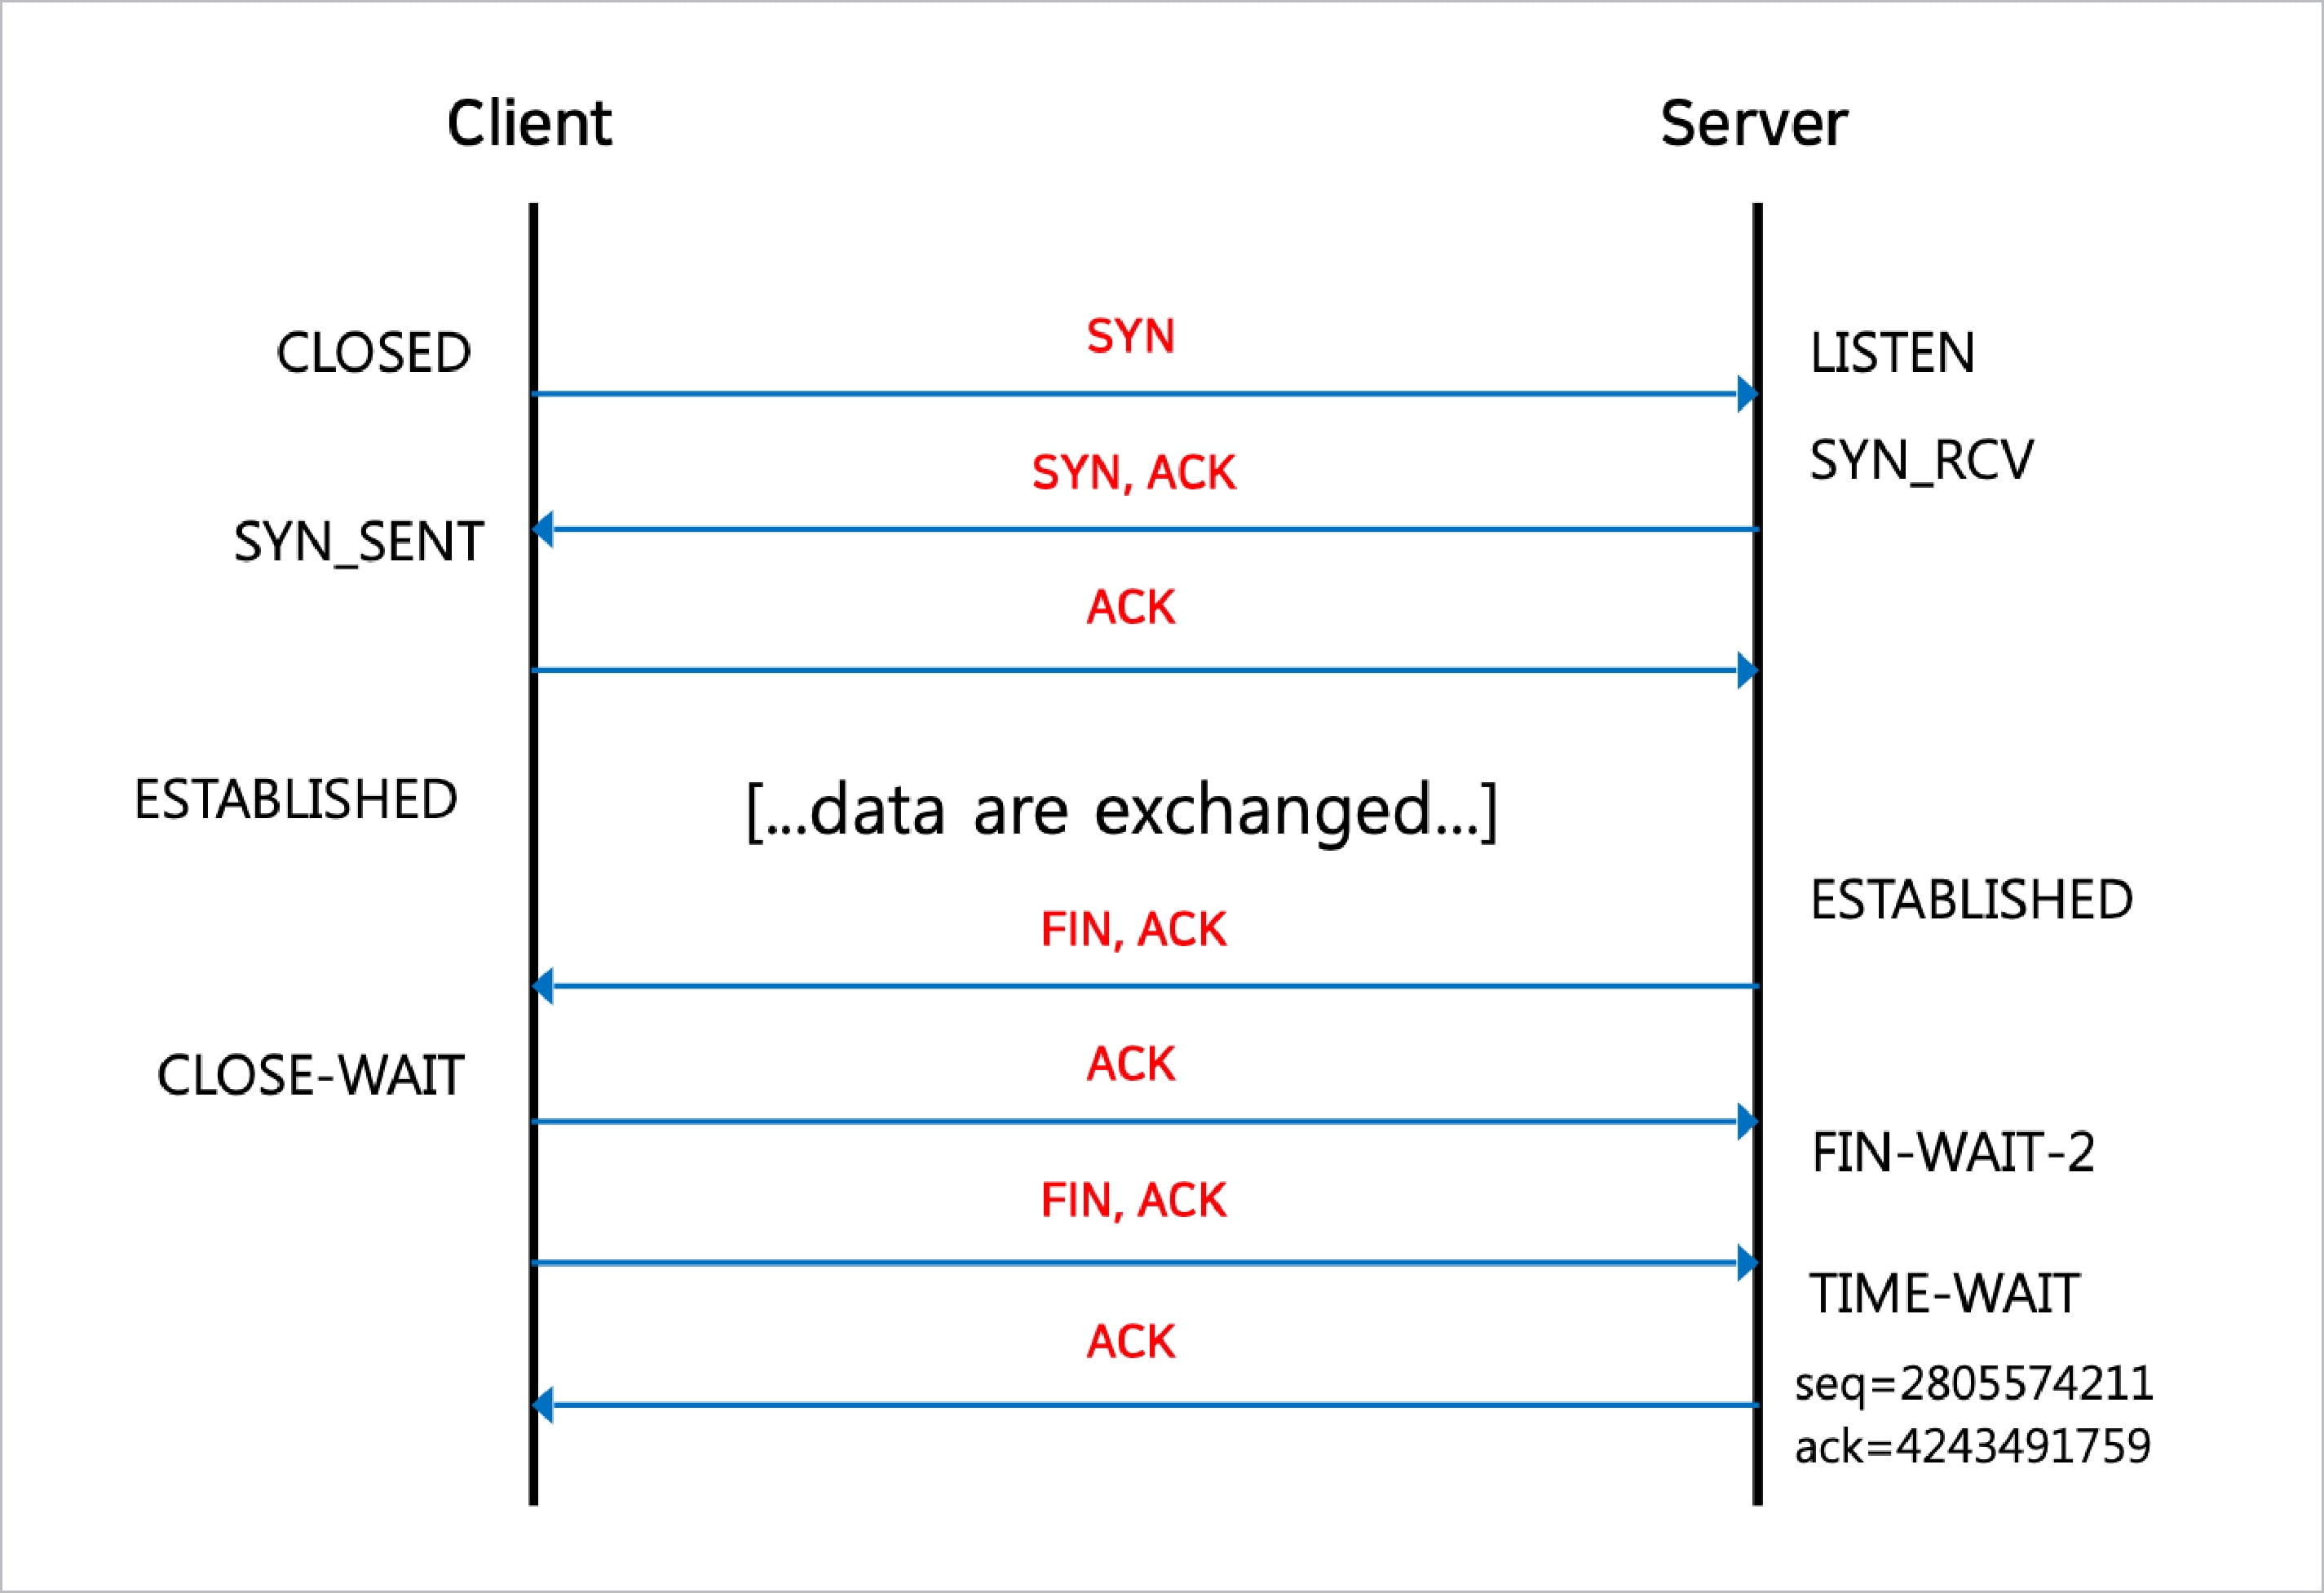 Client
Server
CLOSED
SYN
LISTEN
SYN, ACK
SYN_RCV
SYN_SENT
ACK
ESTABLISHED
[...data are exchanged...]
ESTABLISHED
FIN, ACK
CLOSE-WAIT
ACK
FIN-WAIT-2
FIN, ACK
TIME-WAIT
ACK
seq=2805574211
ack=4243491759